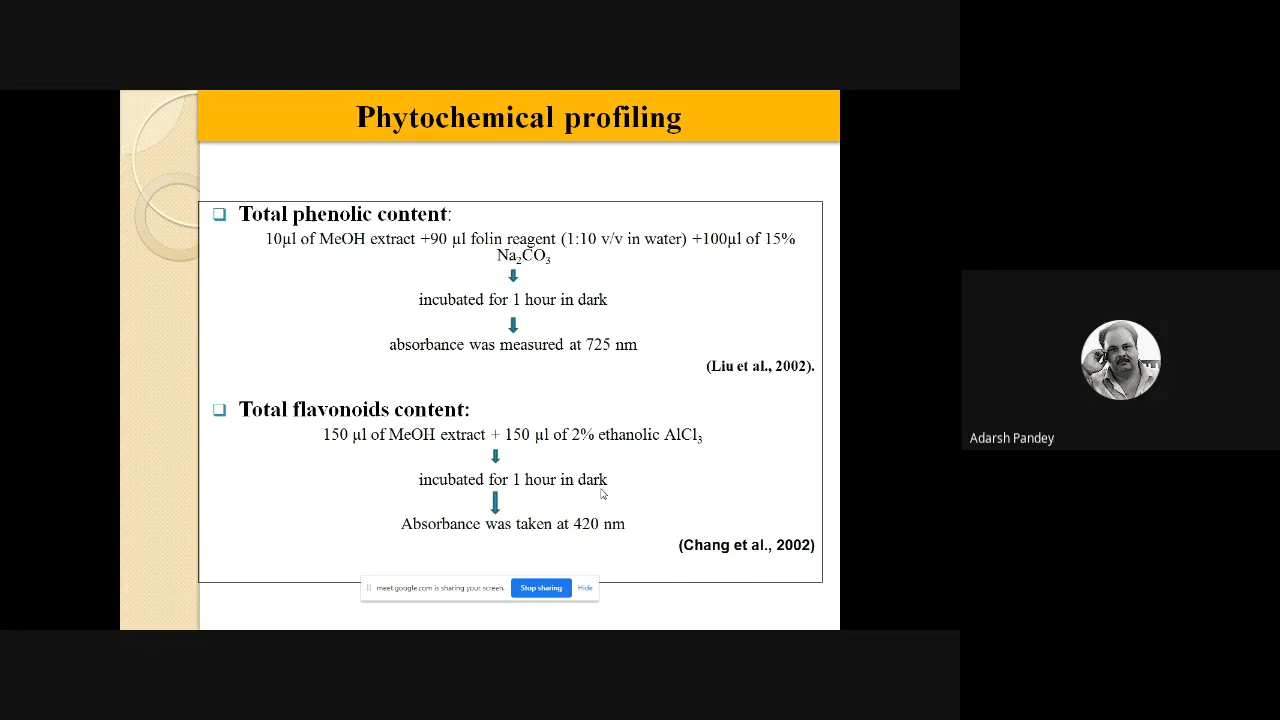 Phytochemical profiling
Total phenolic content:
10µl of MeOH extract +90 µl folin reagent (1:10 v/v in water) +100µl of 15%
Na₂CO₃
incubated for 1 hour in dark
absorbance was measured at 725 nm
(Liu et al., 2002).
Total flavonoids content:
150 µl of MeOH extract + 150 µl of 2% ethanolic AlCl₃
incubated for 1 hour in dark
Absorbance was taken at 420 nm
(Chang et al., 2002)
meet.google.com is sharing your screen. Stop sharing Hide
Adarsh Pandey